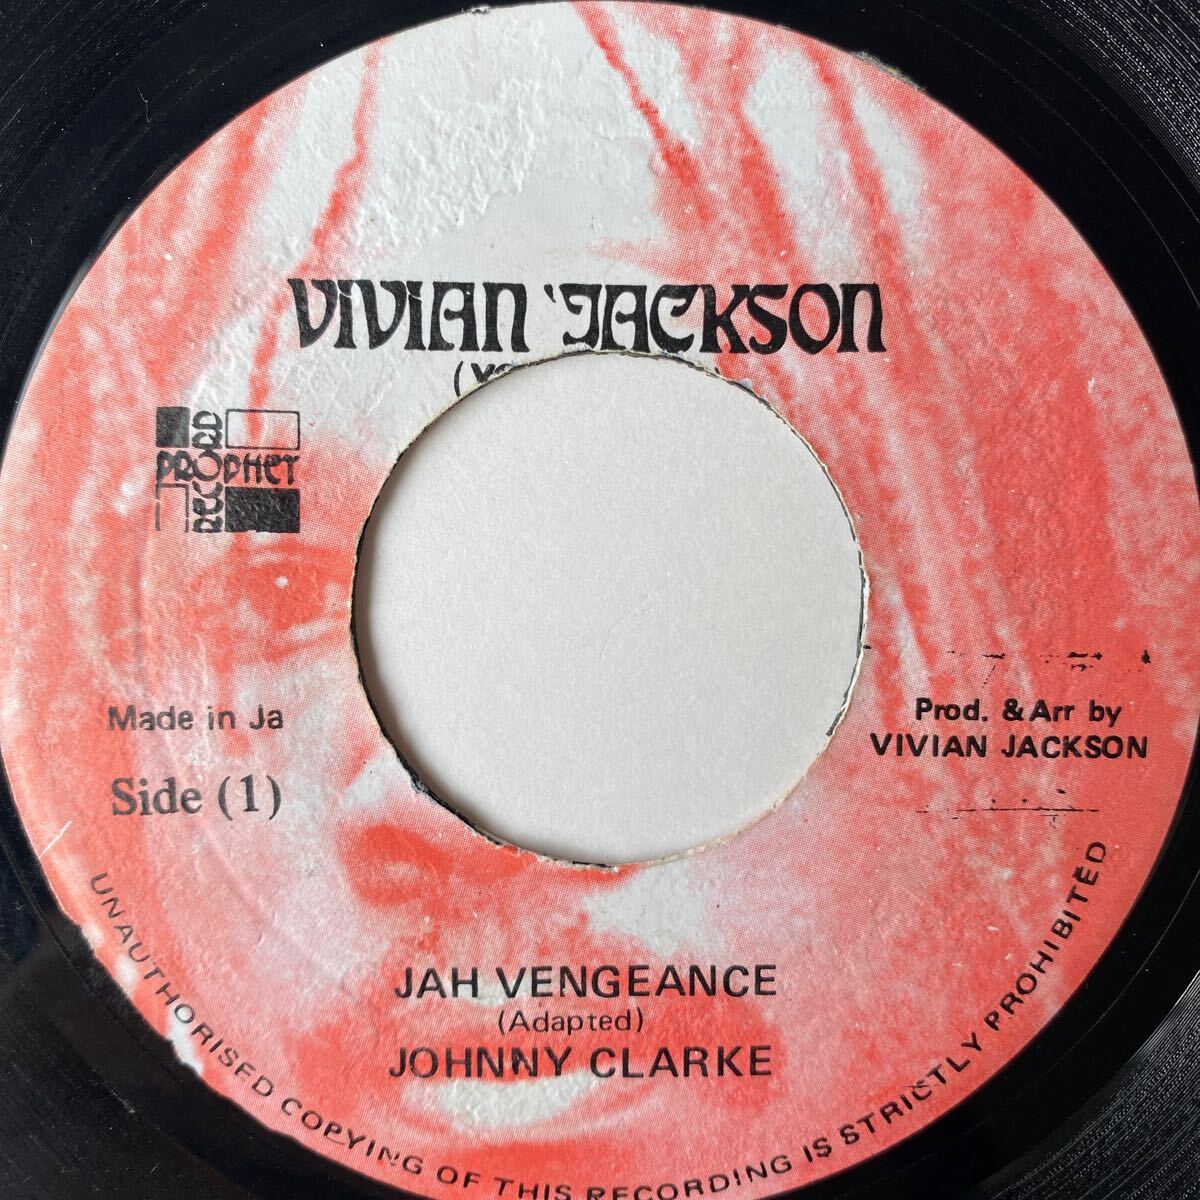 VIVIAN 'JACKSON
PROPHET
RECORD
Made in Ja
Side (1)
Prod. & Arr by
VIVIAN JACKSON
JAH VENGEANCE
(Adapted)
JOHNNY CLARKE
UNAUTHORISED COPYING OF THIS RECORDING IS STRICTLY PROHIBITED